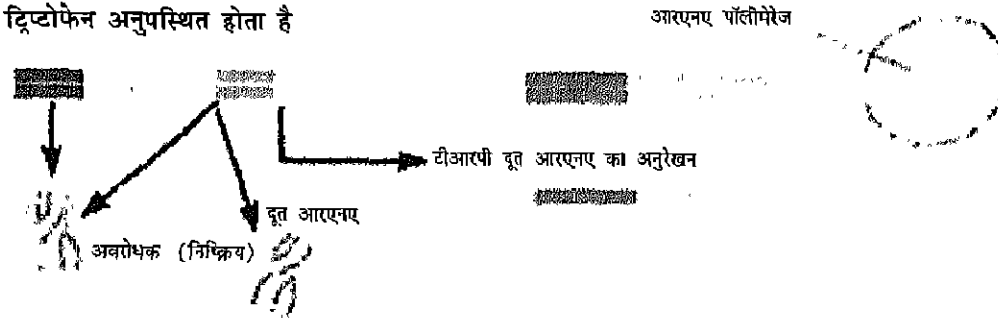 ट्रिप्टोफेन अनुपस्थित होता है
आरएनए पॉलीमेरेज
टीआरपी दूत आरएनए का अनुरेखन
दूत आरएनए
अवरोधक (निष्क्रिय)